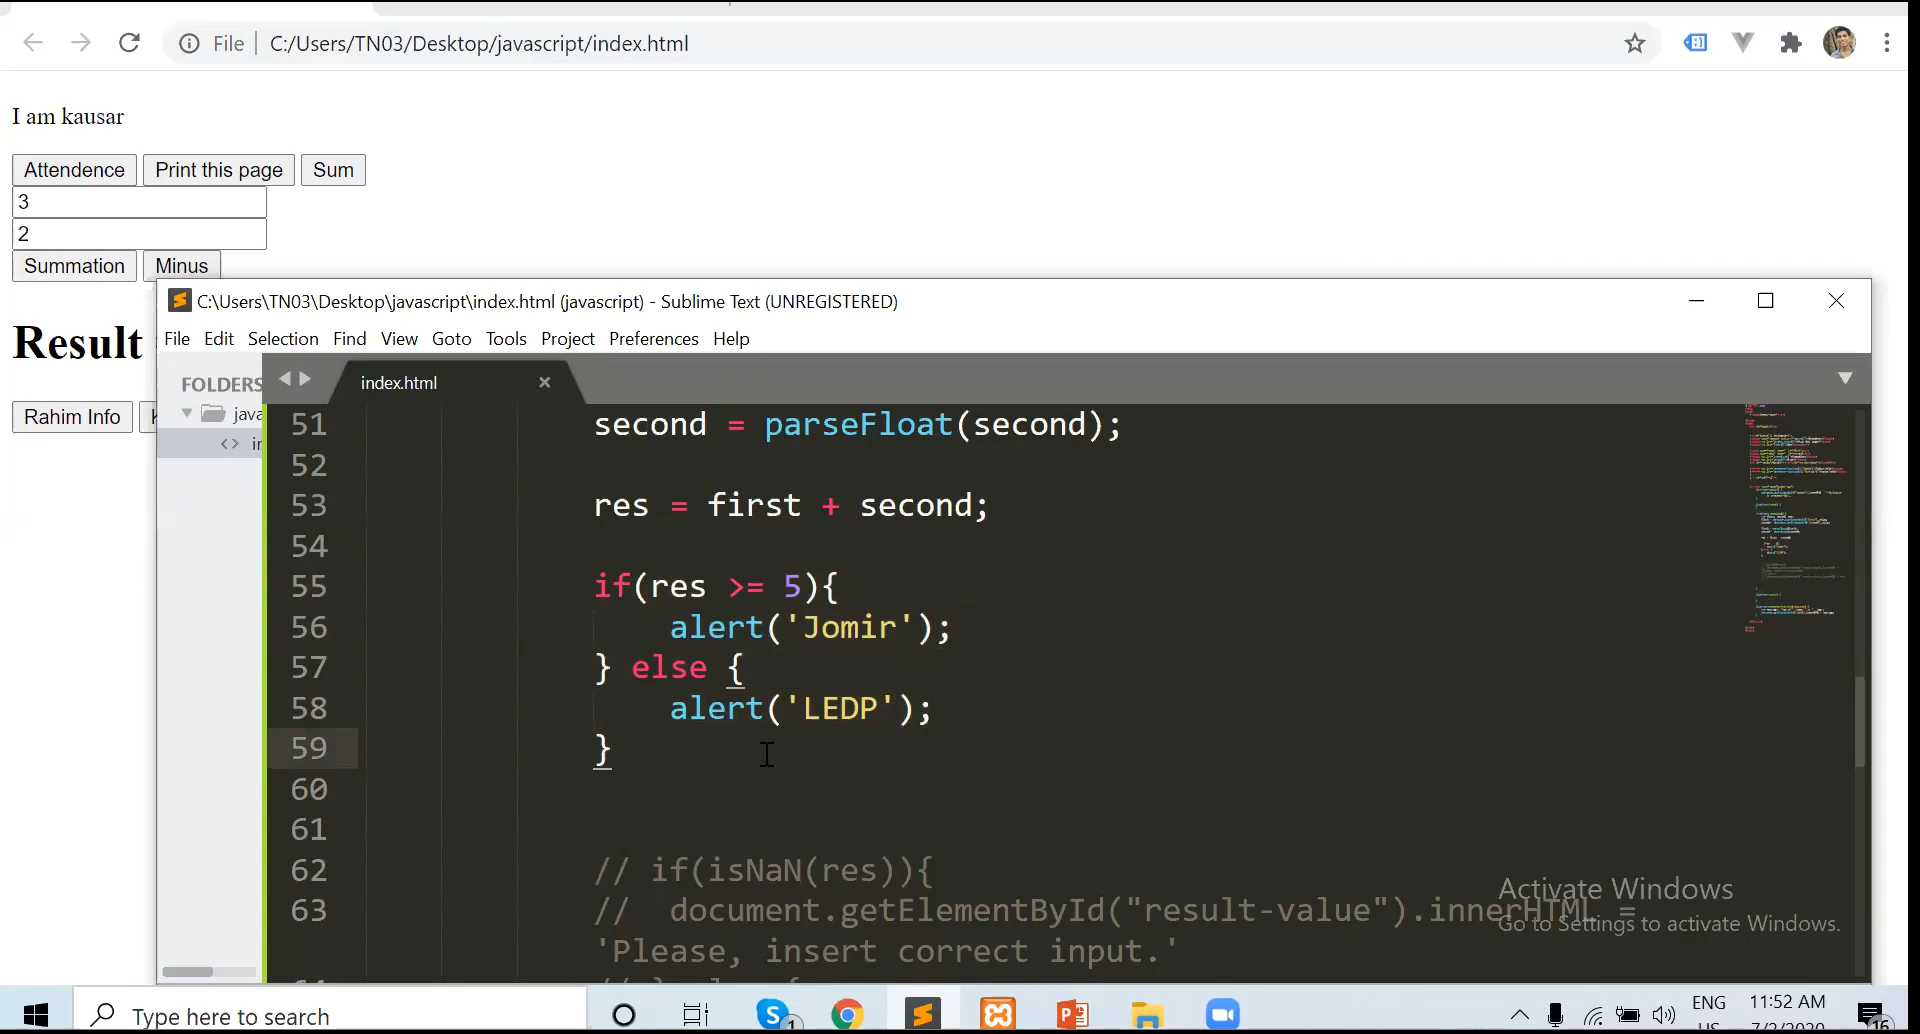 File C:/Users/TN03/Desktop/javascript/index.html
I am kausar
Attendence Print this page Sum
3
2
Summation Minus
Result
Rahim Info
C:\Users\TN03\Desktop\javascript\index.html (javascript) - Sublime Text (UNREGISTERED)
File Edit Selection Find View Goto Tools Project Preferences Help
FOLDERS
index.html
51 second = parseFloat(second);
52
53 res = first + second;
54
55 if(res >= 5){
56 alert('Jomir');
57 } else {
58 alert('LEDP');
59 }
60
61
62 // if(isNaN(res)){
63 // document.getElementById("result-value").innerHTML =
'Please, insert correct input.'
Activate Windows
Go to Settings to activate Windows.
Type here to search
ENG 11:52 AM